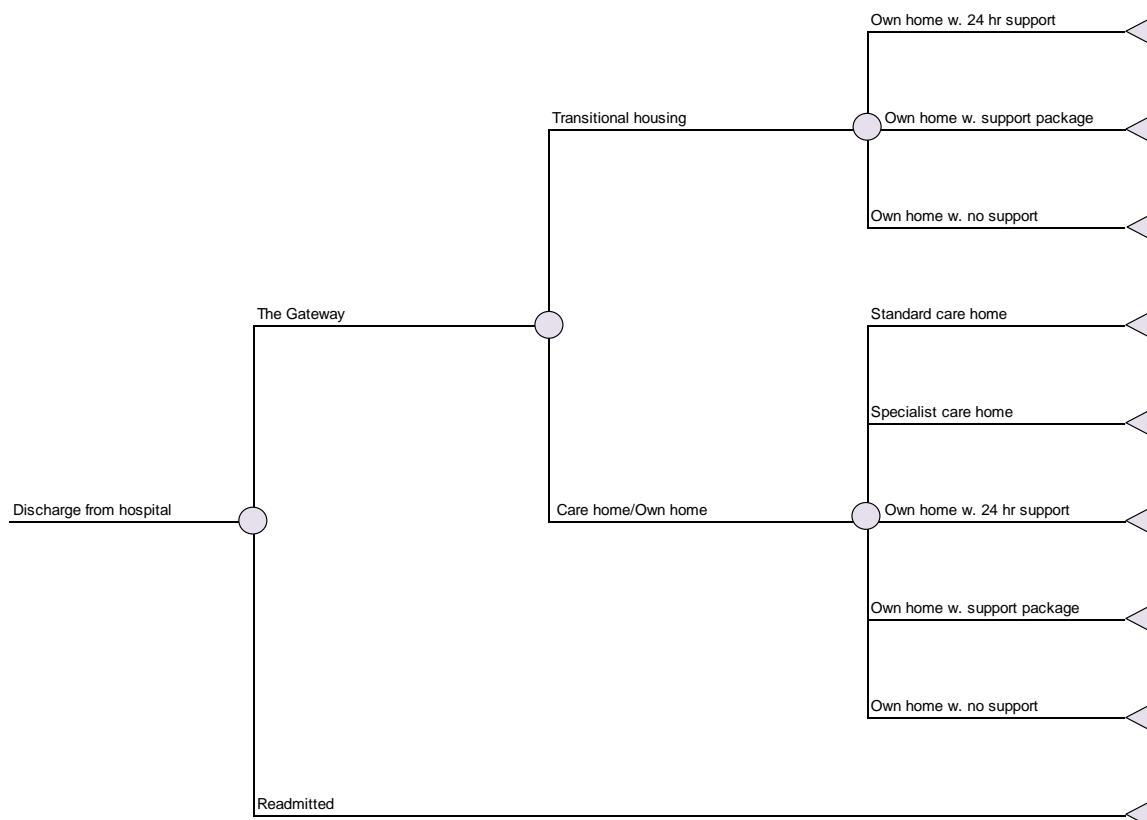 Own home w. 24 hr support
Transitional housing
Own home w. support package
Own home w. no support
The Gateway
Standard care home
Specialist care home
Discharge from hospital
Care home/Own home
Own home w. 24 hr support
Own home w. support package
Own home w. no support
Readmitted